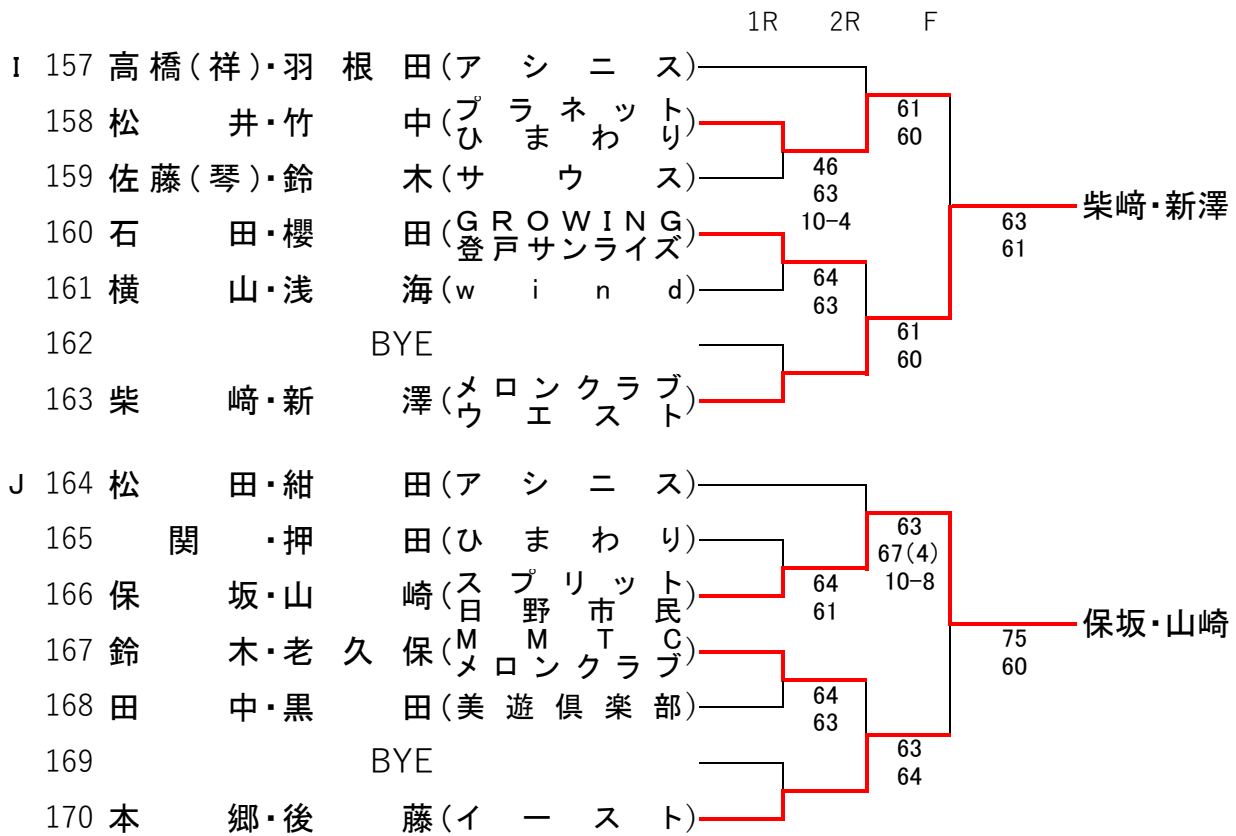 1R 2R F
I 157 高橋(祥)・羽根田(アシニス)
158 松井・竹中(プラネット ひまわり)
61
60
159 佐藤(琴)・鈴木(サウス)
46
63
10-4
160 石田・櫻田(GROWING 登戸サンライズ)
63
61
柴﨑・新澤
161 横山・浅海(wind)
64
63
162 BYE
61
60
163 柴﨑・新澤(メロンクラブ ウエスト)
J 164 松田・紺田(アシニス)
165 関・押田(ひまわり)
63
67(4)
10-8
166 保坂・山崎(スプリット 日野市民)
64
61
167 鈴木・老久保(MMTC メロンクラブ)
75
60
保坂・山崎
168 田中・黒田(美遊倶楽部)
64
63
169 BYE
63
64
170 本郷・後藤(イースト)